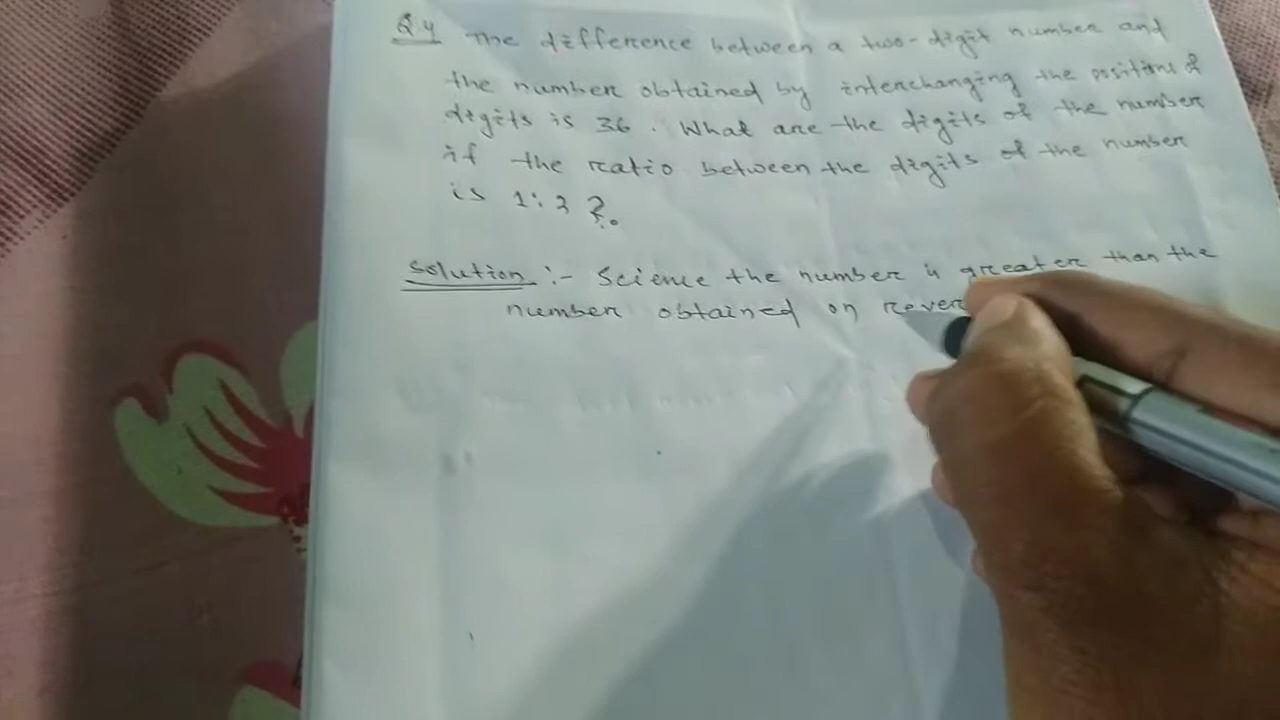 Q.4 The difference between a two-digit number and
the number obtained by interchanging the positions of
digits is 36. What are the digits of the number
if the ratio between the digits of the number
is 1:2 ?.
Solution :- Science the number is greater than the
number obtained on rever